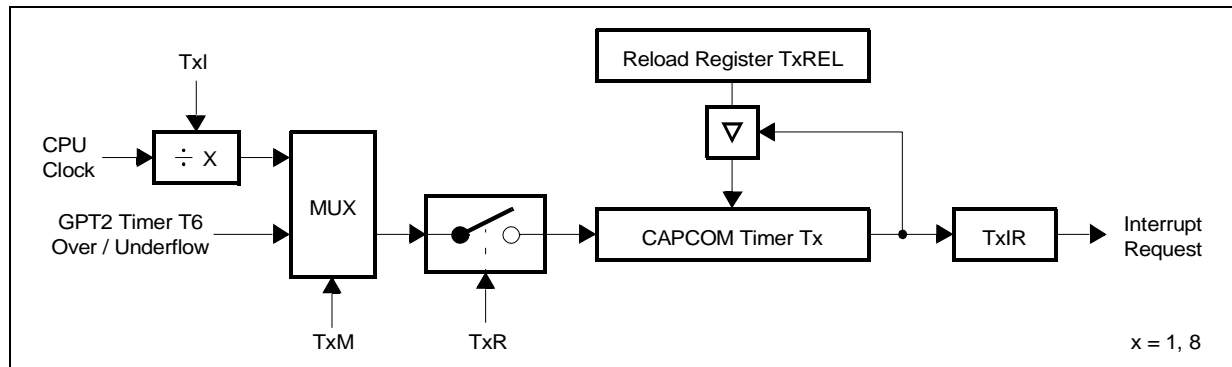 TxI
Reload Register TxREL
CPU
Clock
÷ X
MUX
GPT2 Timer T6
Over / Underflow
CAPCOM Timer Tx
TxIR
Interrupt
Request
TxM
TxR
x = 1, 8